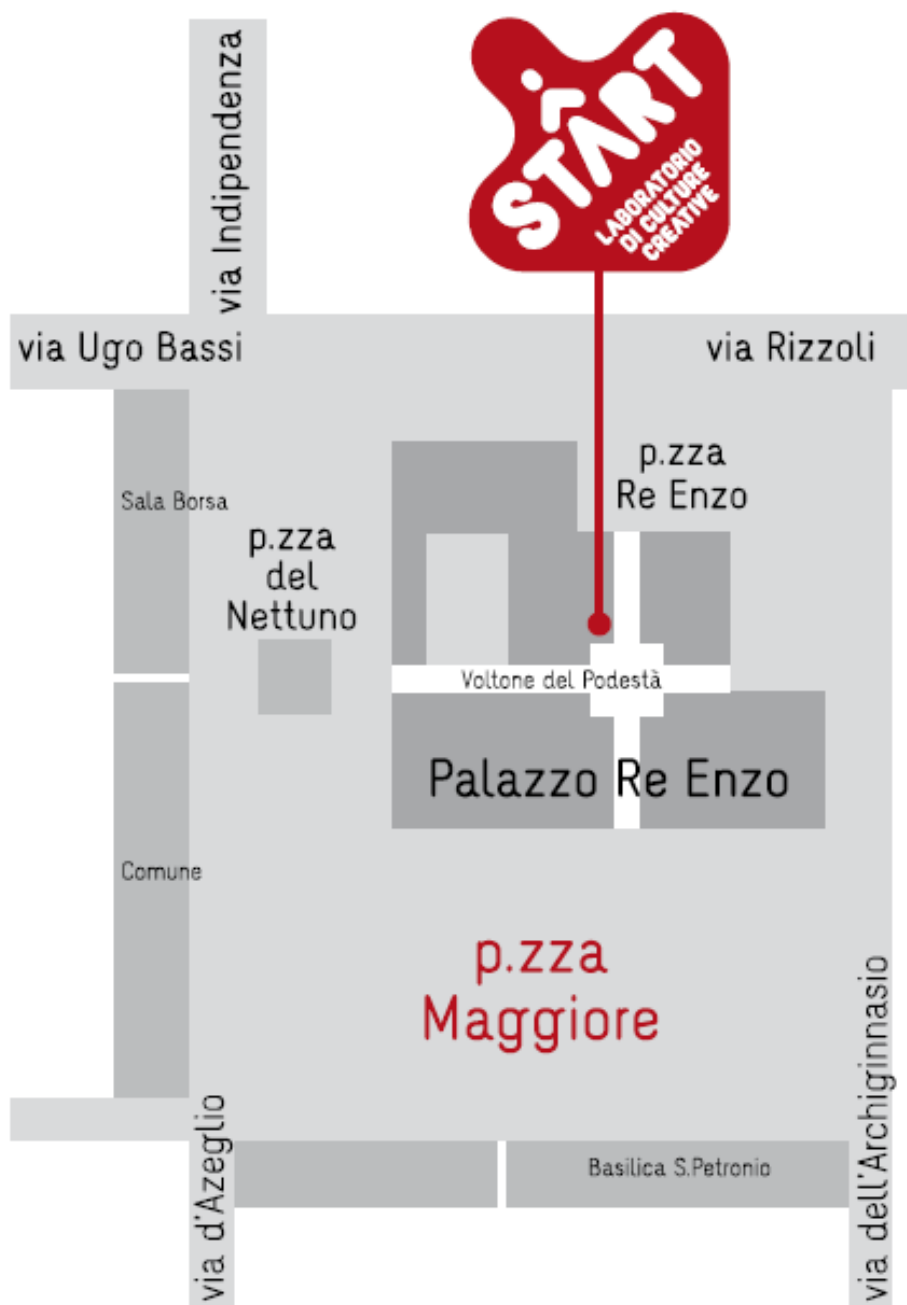 via Indipendenza
START
LABORATORIO
DI CULTURE
CREATIVE
via Ugo Bassi
via Rizzoli
Sala Borsa
p.zza
Re Enzo
p.zza
del
Nettuno
Voltone del Podestà
Palazzo Re Enzo
Comune
p.zza
Maggiore
via d'Azeglio
Basilica S.Petronio
via dell'Archiginnasio